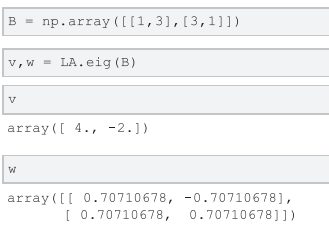 B = np.array([[1,3],[3,1]])
v,w = LA.eig(B)
v
array([ 4., -2.])
w
array([[ 0.70710678, -0.70710678],
       [ 0.70710678,  0.70710678]])